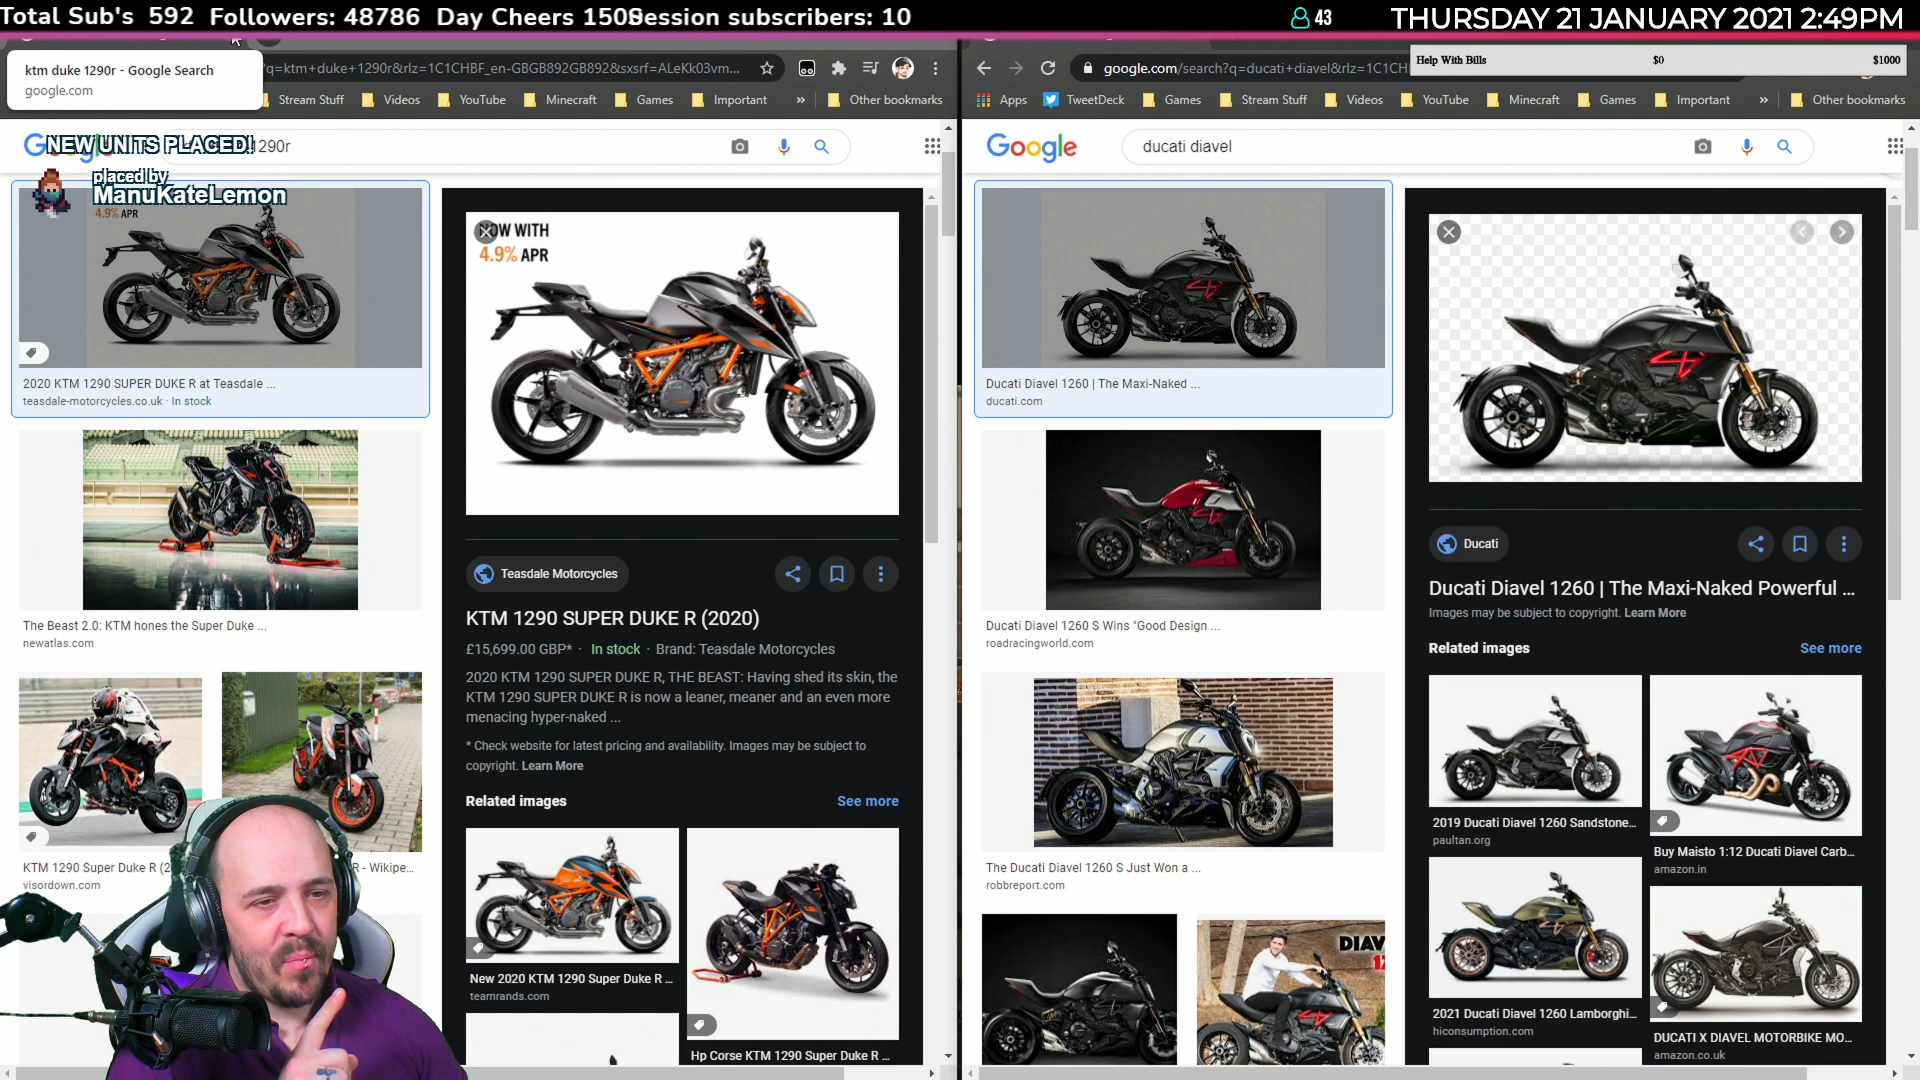 Total Sub's 592 Followers: 48786 Day Cheers 150 Session subscribers: 10
43
THURSDAY 21 JANUARY 2021 2:49PM
ktm duke 1290r - Google Search
google.com
q=ktm+duke+1290r&rlz=1C1CHBF_en-GBGB892GB892&sxsrf=ALeKk03vm...
google.com/search?q=ducati+diavel&rlz=1C1CH
Help With Bills $0 $1000
Stream Stuff Videos YouTube Minecraft Games Important » Other bookmarks
Apps TweetDeck Games Stream Stuff Videos YouTube Minecraft Games Important » Other bookmarks
NEW UNITS PLACED!
placed by
ManuKateLemon
1290r
Google
ducati diavel
4.9% APR
2020 KTM 1290 SUPER DUKE R at Teasdale ...
teasdale-motorcycles.co.uk · In stock
The Beast 2.0: KTM hones the Super Duke ...
newatlas.com
KTM 1290 Super Duke R (2
visordown.com
R - Wikipe...
NOW WITH
4.9% APR
Teasdale Motorcycles
KTM 1290 SUPER DUKE R (2020)
£15,699.00 GBP* · In stock · Brand: Teasdale Motorcycles
2020 KTM 1290 SUPER DUKE R, THE BEAST: Having shed its skin, the
KTM 1290 SUPER DUKE R is now a leaner, meaner and an even more
menacing hyper-naked ...
* Check website for latest pricing and availability. Images may be subject to
copyright. Learn More
Related images See more
New 2020 KTM 1290 Super Duke R ...
teamrands.com
Hp Corse KTM 1290 Super Duke R ...
Ducati Diavel 1260 | The Maxi-Naked ...
ducati.com
Ducati Diavel 1260 S Wins "Good Design ...
roadracingworld.com
The Ducati Diavel 1260 S Just Won a ...
robbreport.com
DIAV
1
Ducati
Ducati Diavel 1260 | The Maxi-Naked Powerful ...
Images may be subject to copyright. Learn More
Related images See more
2019 Ducati Diavel 1260 Sandstone...
paultan.org
Buy Maisto 1:12 Ducati Diavel Carb...
amazon.in
2021 Ducati Diavel 1260 Lamborghi...
hiconsumption.com
DUCATI X DIAVEL MOTORBIKE MO...
amazon.co.uk